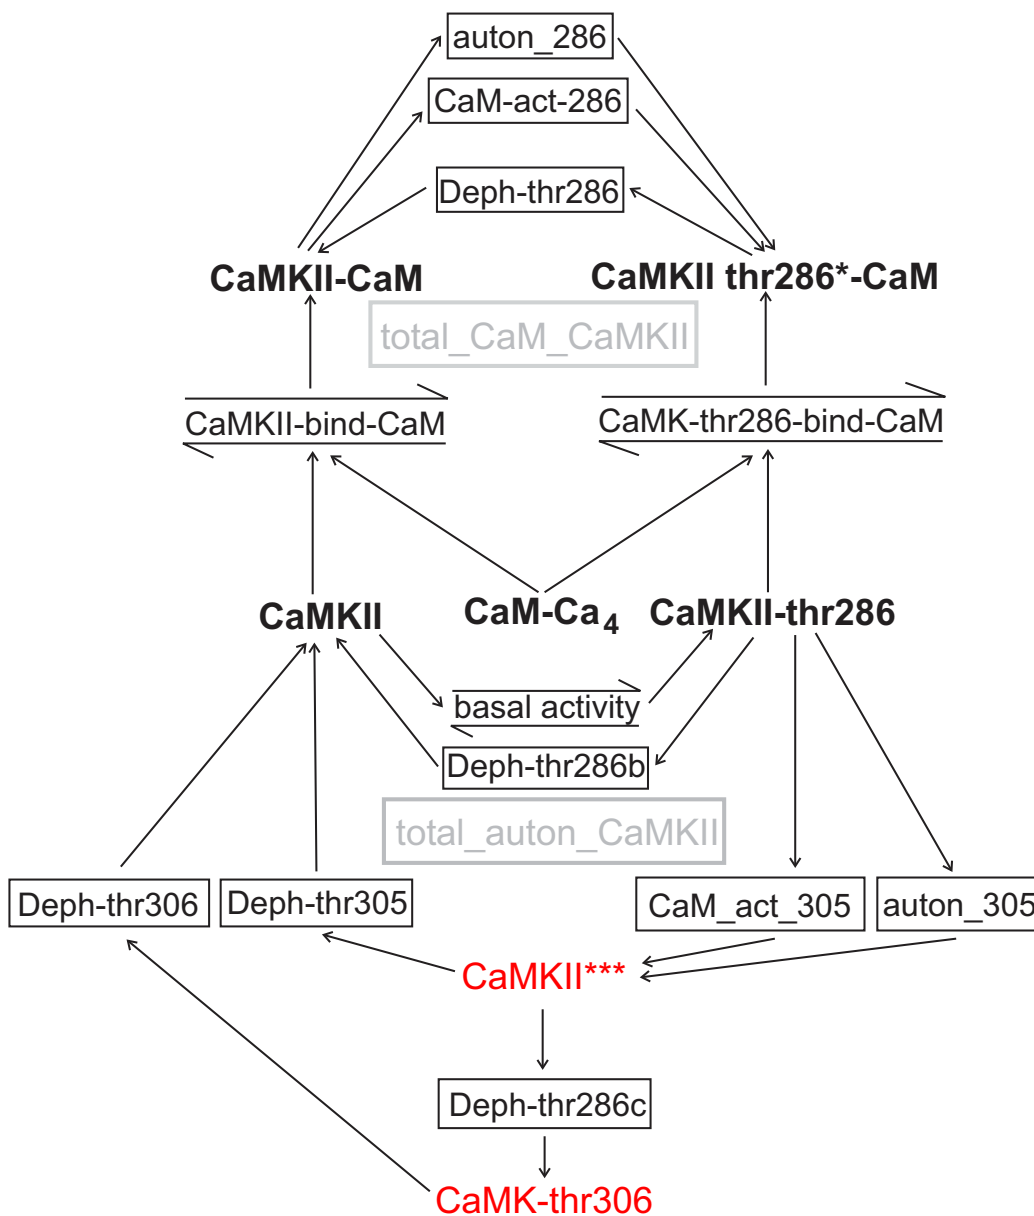 auton_286
CaM-act-286
Deph-thr286
CaMKII-CaM
CaMKII thr286*-CaM
total_CaM_CaMKII
CaMKII-bind-CaM
CaMK-thr286-bind-CaM
CaMKII
CaM-Ca4
CaMKII-thr286
basal activity
Deph-thr286b
total_auton_CaMKII
Deph-thr306
Deph-thr305
CaM_act_305
auton_305
CaMKII***
Deph-thr286c
CaMK-thr306